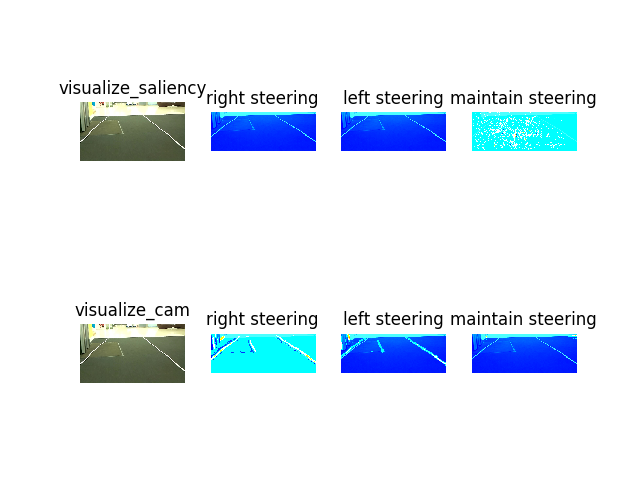 visualize_saliency
right steering
left steering
maintain steering
visualize_cam
right steering
left steering
maintain steering